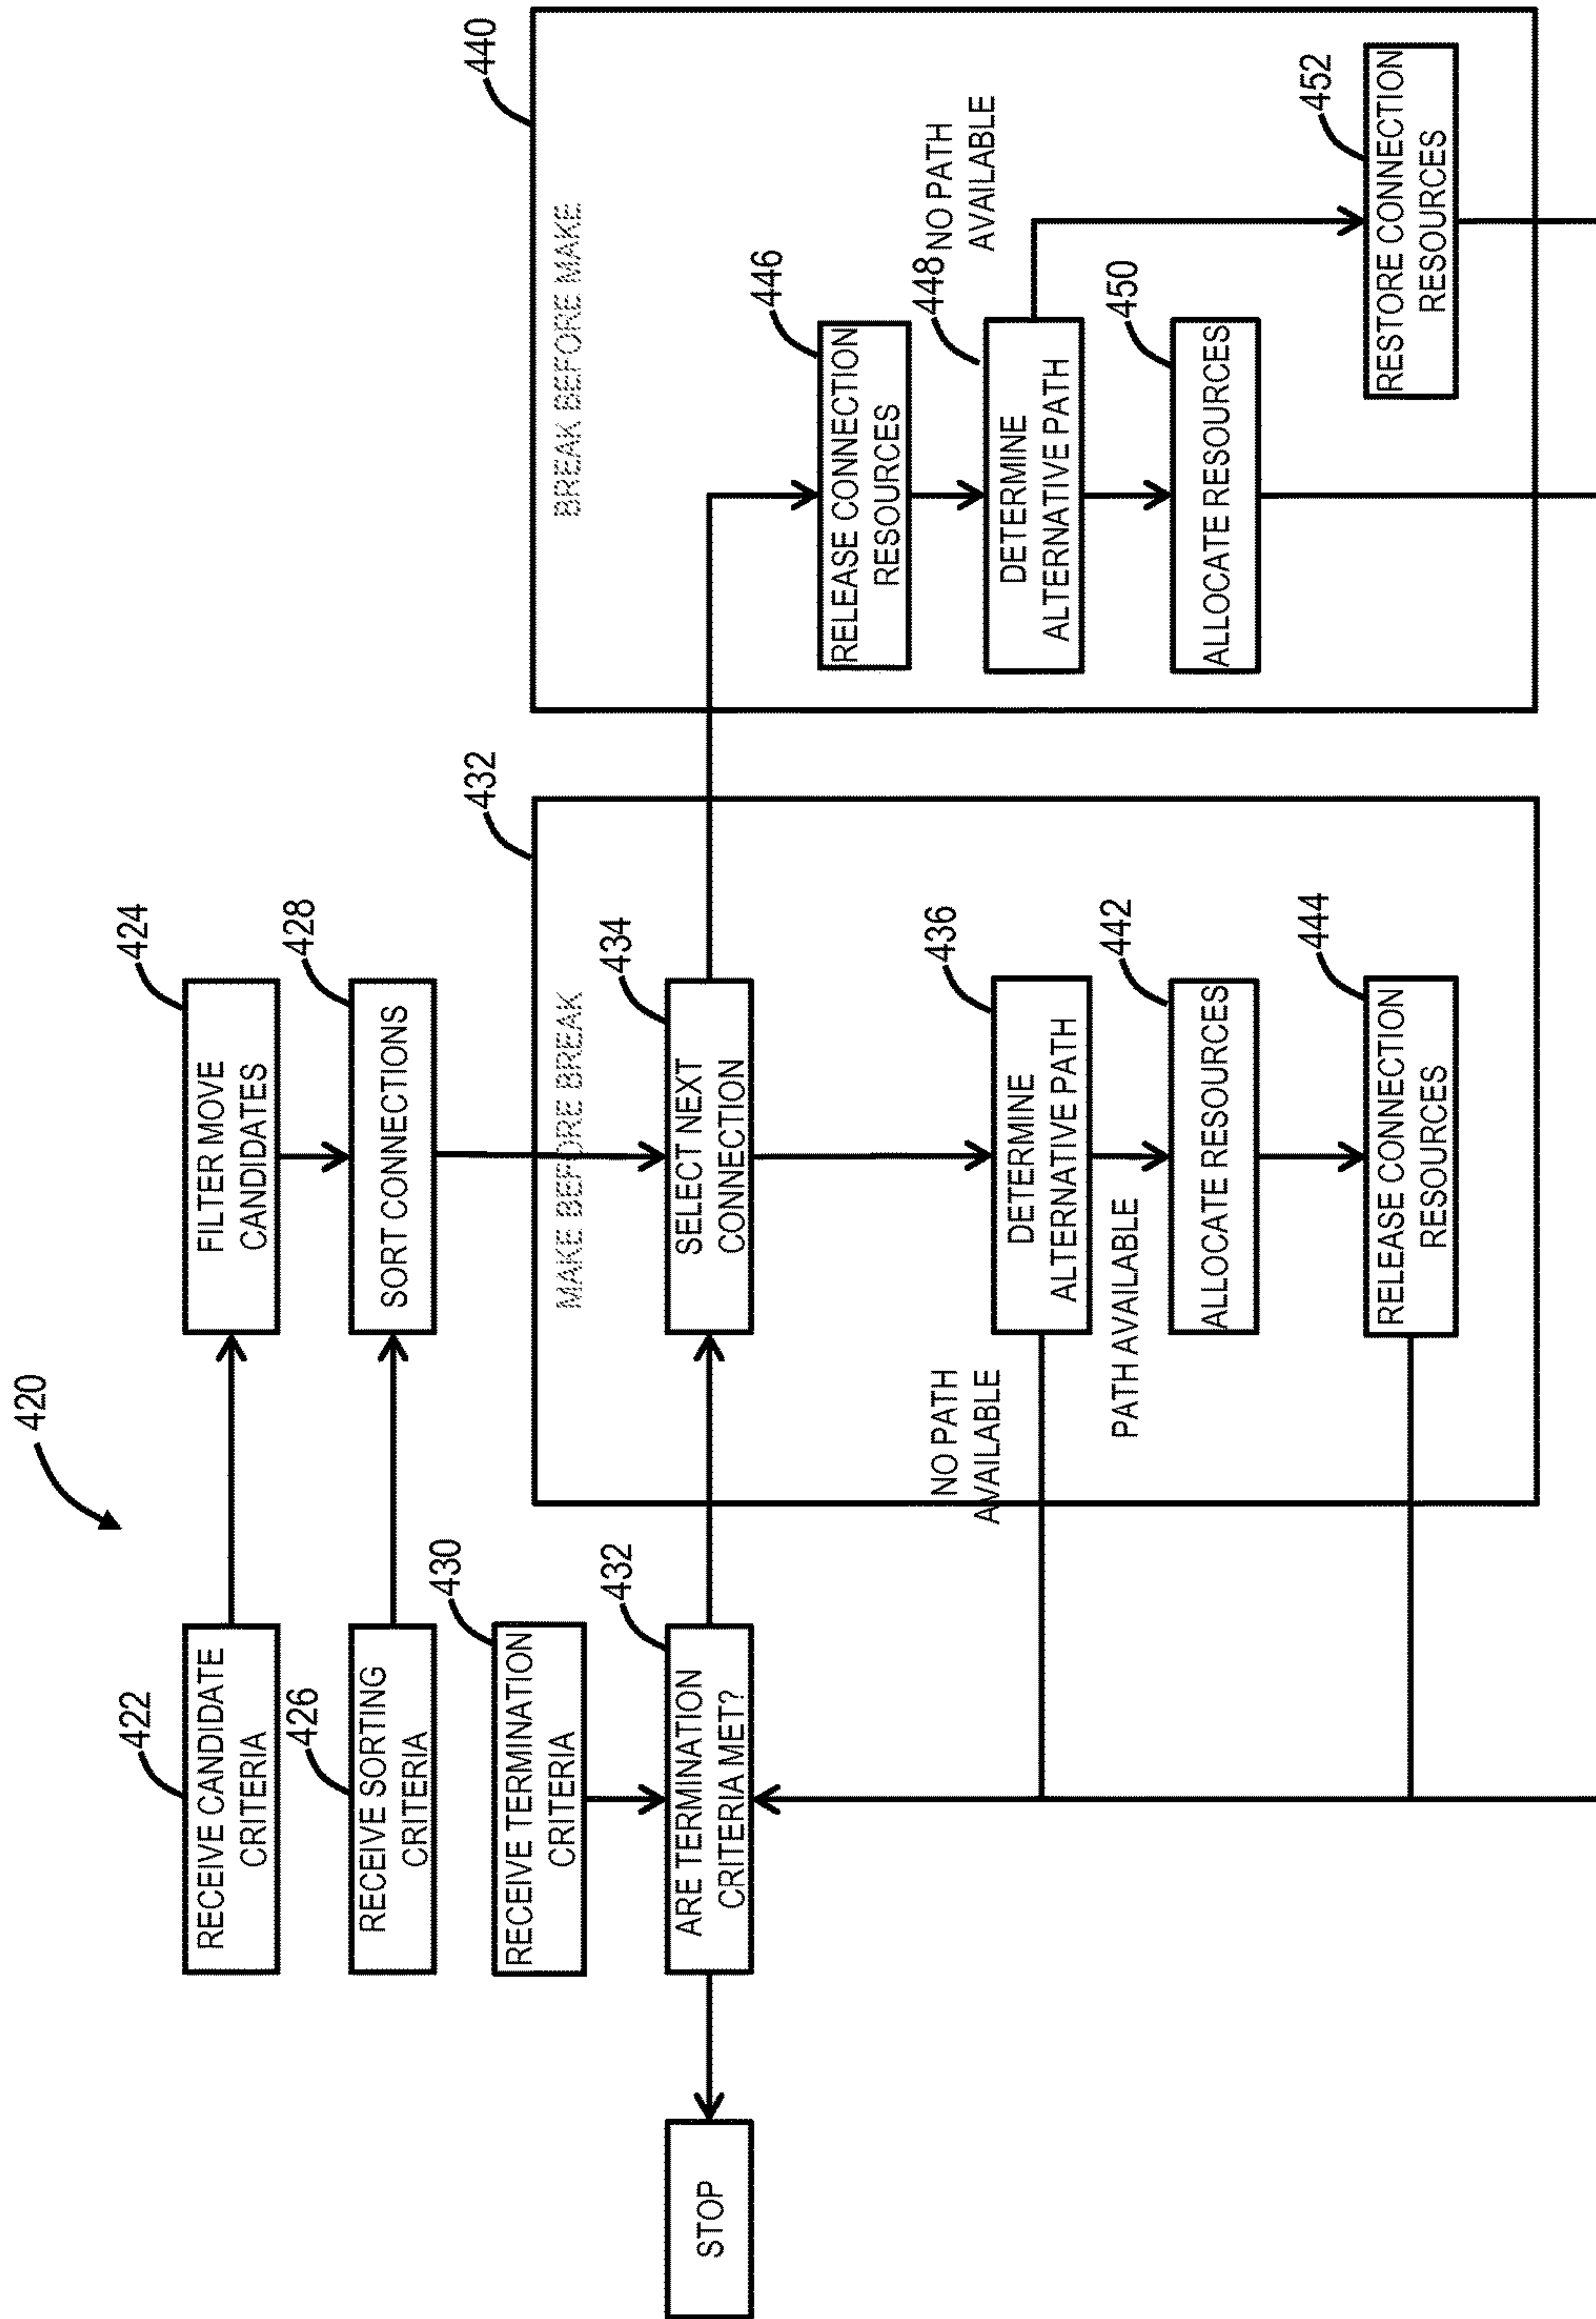 420
422
RECEIVE CANDIDATE
CRITERIA
424
FILTER MOVE
CANDIDATES
426
RECEIVE SORTING
CRITERIA
428
SORT CONNECTIONS
430
RECEIVE TERMINATION
CRITERIA
432
ARE TERMINATION
CRITERIA MET?
STOP
432
MAKE BEFORE BREAK
434
SELECT NEXT
CONNECTION
NO PATH
AVAILABLE
436
DETERMINE
ALTERNATIVE PATH
PATH AVAILABLE
442
ALLOCATE RESOURCES
444
RELEASE CONNECTION
RESOURCES
440
BREAK BEFORE MAKE
446
RELEASE CONNECTION
RESOURCES
448
DETERMINE
ALTERNATIVE PATH
NO PATH
AVAILABLE
450
ALLOCATE RESOURCES
452
RESTORE CONNECTION
RESOURCES